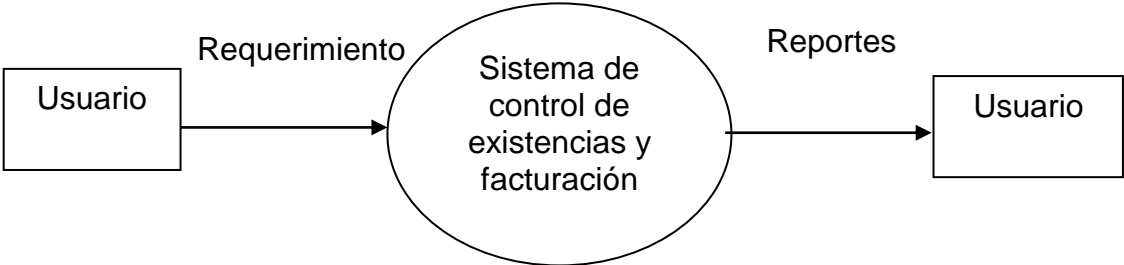 Usuario
Requerimiento
Sistema de
control de
existencias y
facturación
Reportes
Usuario